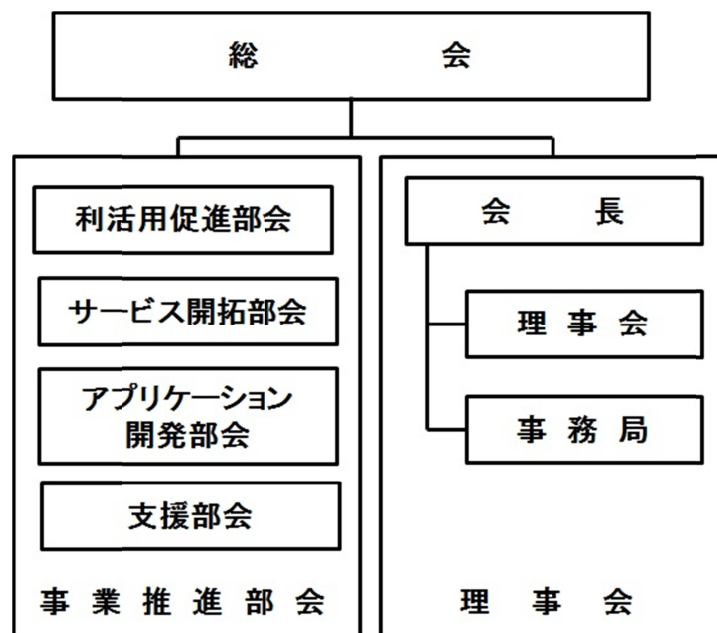 総会
利活用促進部会
サービス開拓部会
アプリケーション
開発部会
支援部会
事業推進部会
会長
理事会
事務局
理事会